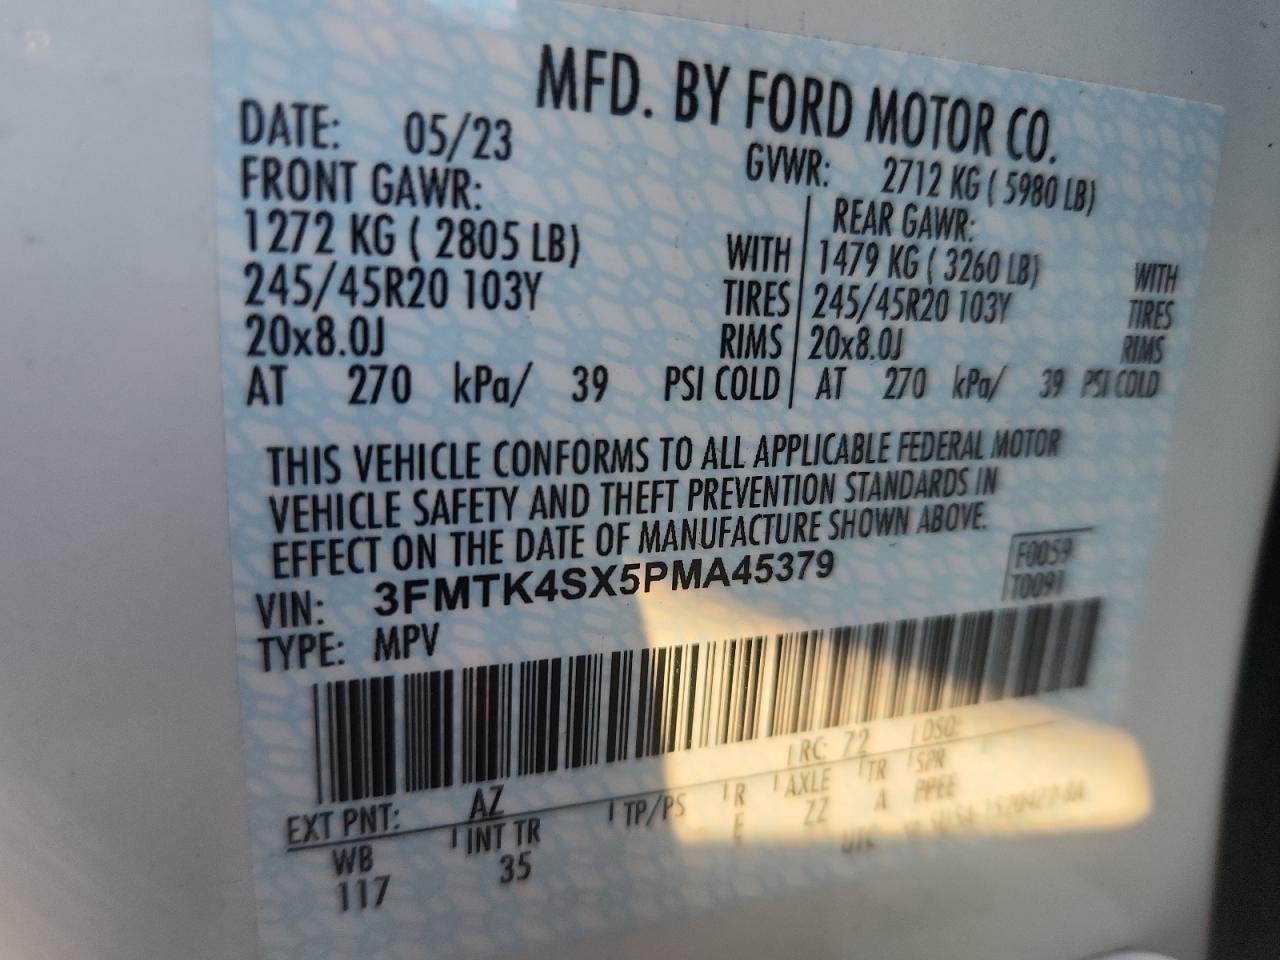 MFD. BY FORD MOTOR CO.
DATE: 05/23 GVWR: 2712 KG ( 5980 LB)
FRONT GAWR: REAR GAWR:
1272 KG ( 2805 LB) WITH 1479 KG ( 3260 LB) WITH
245/45R20 103Y TIRES 245/45R20 103Y TIRES
20x8.0J RIMS 20x8.0J RIMS
AT 270 kPa/ 39 PSI COLD AT 270 kPa/ 39 PSI COLD
THIS VEHICLE CONFORMS TO ALL APPLICABLE FEDERAL MOTOR
VEHICLE SAFETY AND THEFT PREVENTION STANDARDS IN
EFFECT ON THE DATE OF MANUFACTURE SHOWN ABOVE.
VIN: 3FMTK4SX5PMA45379 F0059
TYPE: MPV T0091
EXT PNT: AZ RC: 72 DSO:
WB INT TR TP/PS R AXLE TR SPR
117 35 E ZZ A PPEE
UTC